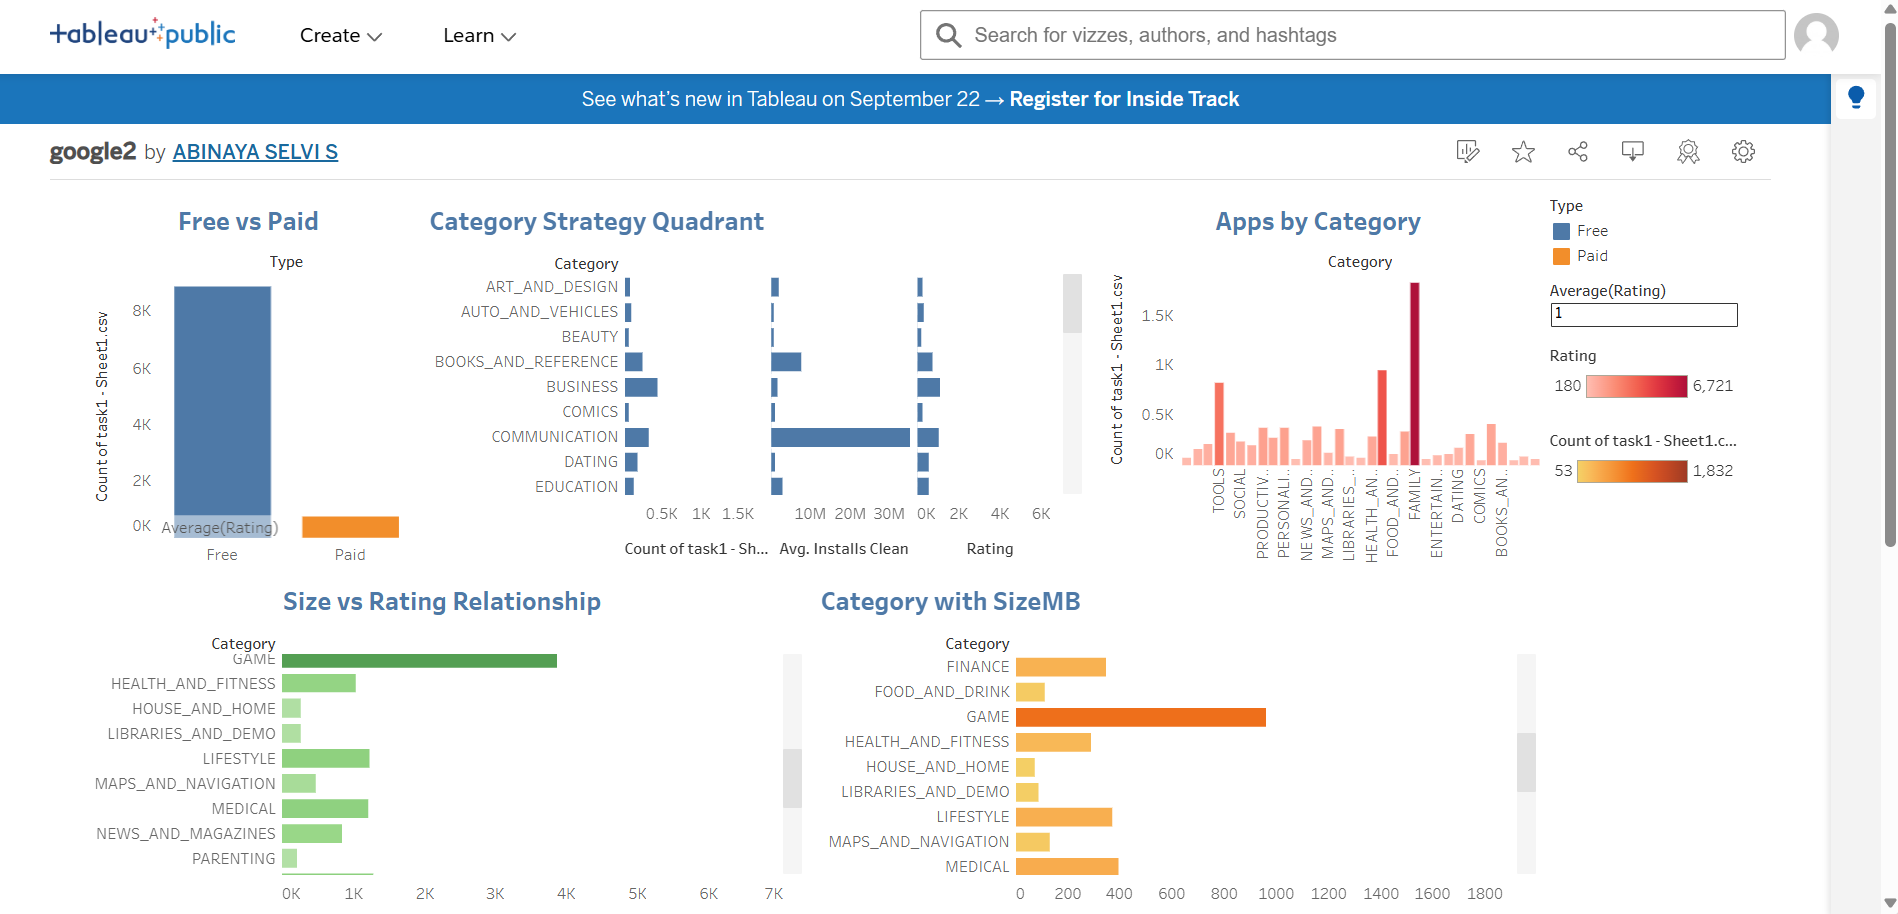 tableau public
Create
Learn
Search for vizzes, authors, and hashtags
See what's new in Tableau on September 22 → Register for Inside Track
google2 by ABINAYA SELVI S
Free vs Paid
Type
Count of task1 - Sheet1.csv
8K
6K
4K
2K
0K
Average(Rating)
Free
Paid
Category Strategy Quadrant
Category
ART_AND_DESIGN
AUTO_AND_VEHICLES
BEAUTY
BOOKS_AND_REFERENCE
BUSINESS
COMICS
COMMUNICATION
DATING
EDUCATION
0.5K 1K 1.5K
10M 20M 30M
0K 2K 4K 6K
Count of task1 - Sh...
Avg. Installs Clean
Rating
Apps by Category
Category
Count of task1 - Sheet1.csv
1.5K
1K
0.5K
0K
TOOLS
SOCIAL
PRODUCTIV..
PERSONALI..
NEWS_AND..
MAPS_AND..
LIBRARIES_..
HEALTH_AN..
FOOD_AND..
FAMILY
ENTERTAIN..
DATING
COMICS
BOOKS_AN..
Type
Free
Paid
Average(Rating)
1
Rating
180 6,721
Count of task1 - Sheet1.c...
53 1,832
Size vs Rating Relationship
Category
GAME
HEALTH_AND_FITNESS
HOUSE_AND_HOME
LIBRARIES_AND_DEMO
LIFESTYLE
MAPS_AND_NAVIGATION
MEDICAL
NEWS_AND_MAGAZINES
PARENTING
0K 1K 2K 3K 4K 5K 6K 7K
Category with SizeMB
Category
FINANCE
FOOD_AND_DRINK
GAME
HEALTH_AND_FITNESS
HOUSE_AND_HOME
LIBRARIES_AND_DEMO
LIFESTYLE
MAPS_AND_NAVIGATION
MEDICAL
0 200 400 600 800 1000 1200 1400 1600 1800